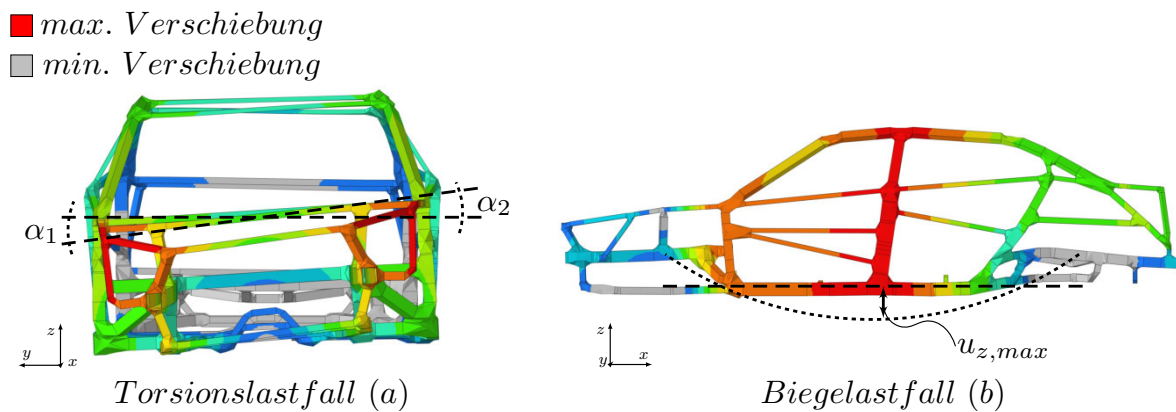 max. Verschiebung
min. Verschiebung
α₁
α₂
z
y
x
z
x
u_{z,max}
Torsionslastfall (a)
Biegelastfall (b)